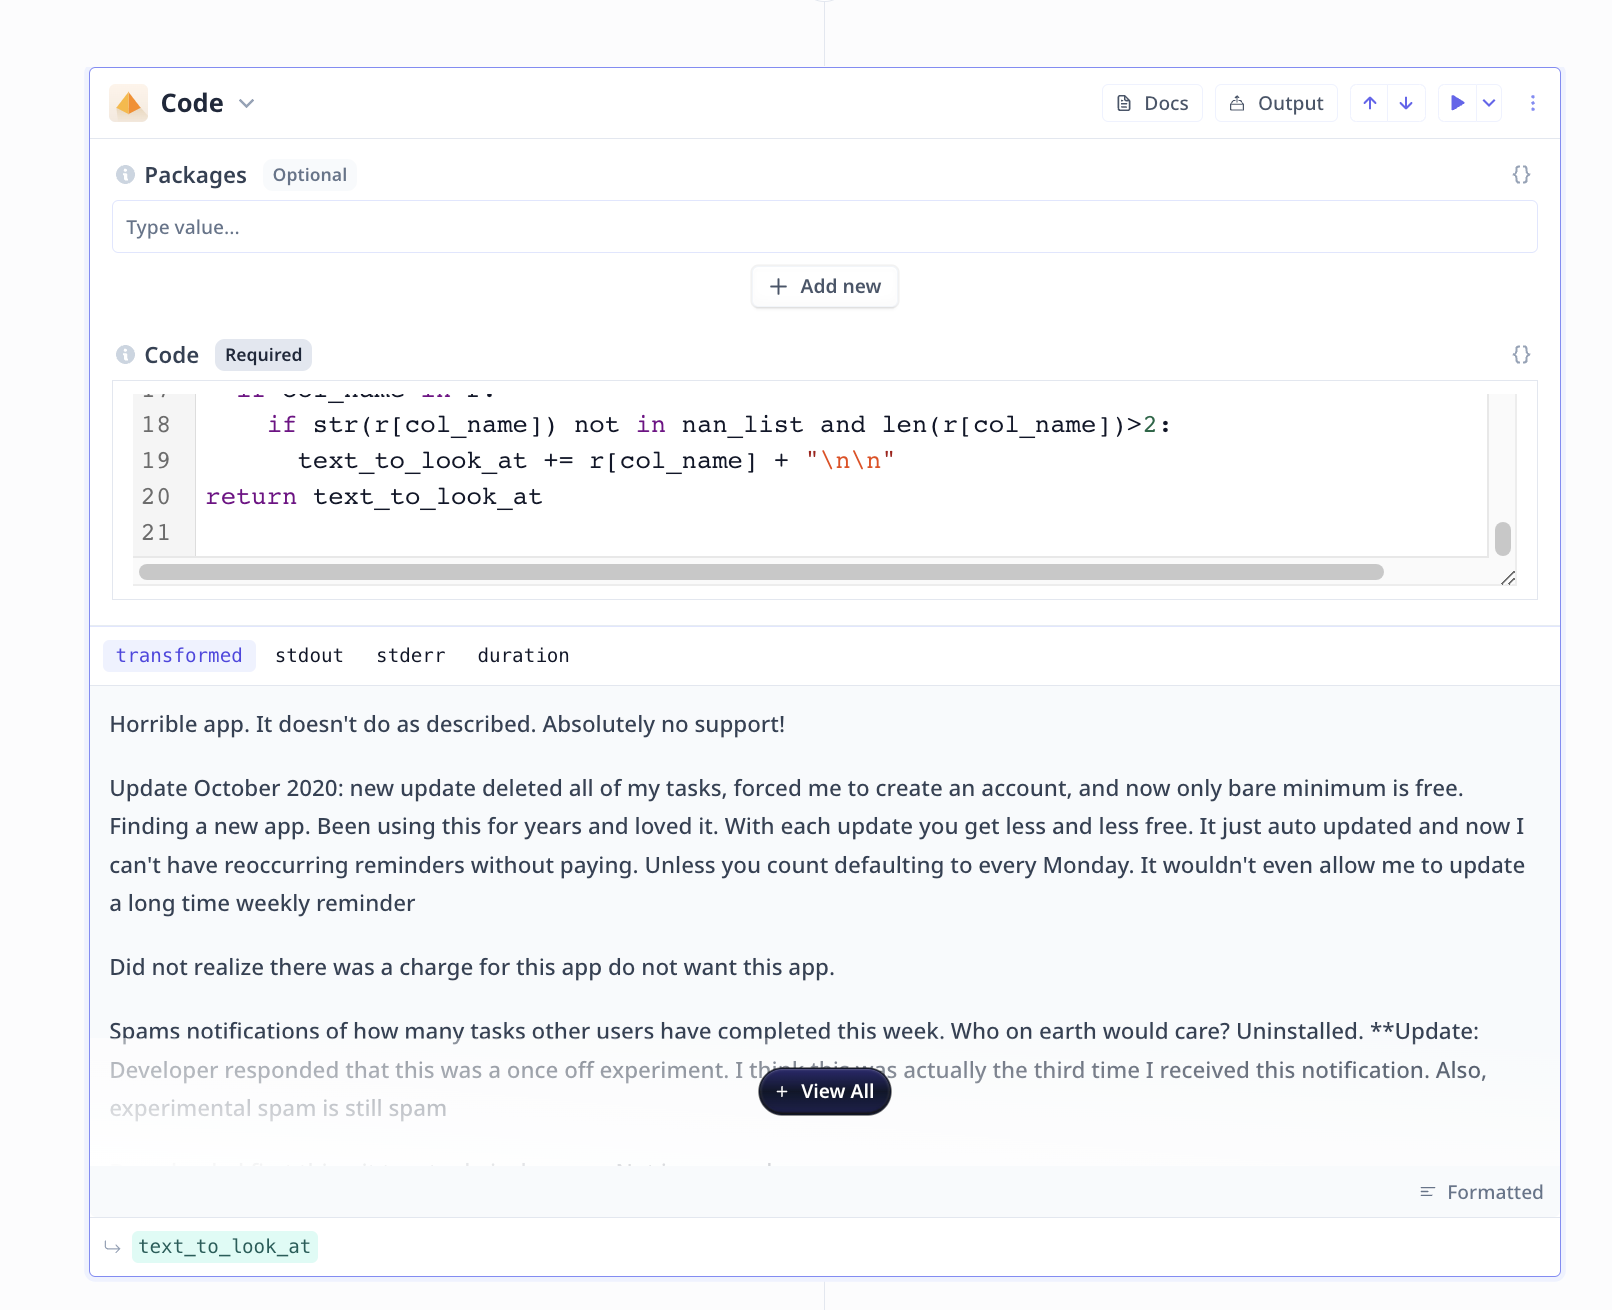 Code
Docs
Output
Packages Optional
{}
Type value...
+ Add new
Code Required
{}
17 if col_name in r:
18 if str(r[col_name]) not in nan_list and len(r[col_name])>2:
19 text_to_look_at += r[col_name] + "\n\n"
20 return text_to_look_at
21
transformed stdout stderr duration
Horrible app. It doesn't do as described. Absolutely no support!
Update October 2020: new update deleted all of my tasks, forced me to create an account, and now only bare minimum is free.
Finding a new app. Been using this for years and loved it. With each update you get less and less free. It just auto updated and now I
can't have reoccurring reminders without paying. Unless you count defaulting to every Monday. It wouldn't even allow me to update
a long time weekly reminder
Did not realize there was a charge for this app do not want this app.
Spams notifications of how many tasks other users have completed this week. Who on earth would care? Uninstalled. **Update:
Developer responded that this was a once off experiment. I think this was actually the third time I received this notification. Also,
experimental spam is still spam
+ View All
Formatted
text_to_look_at